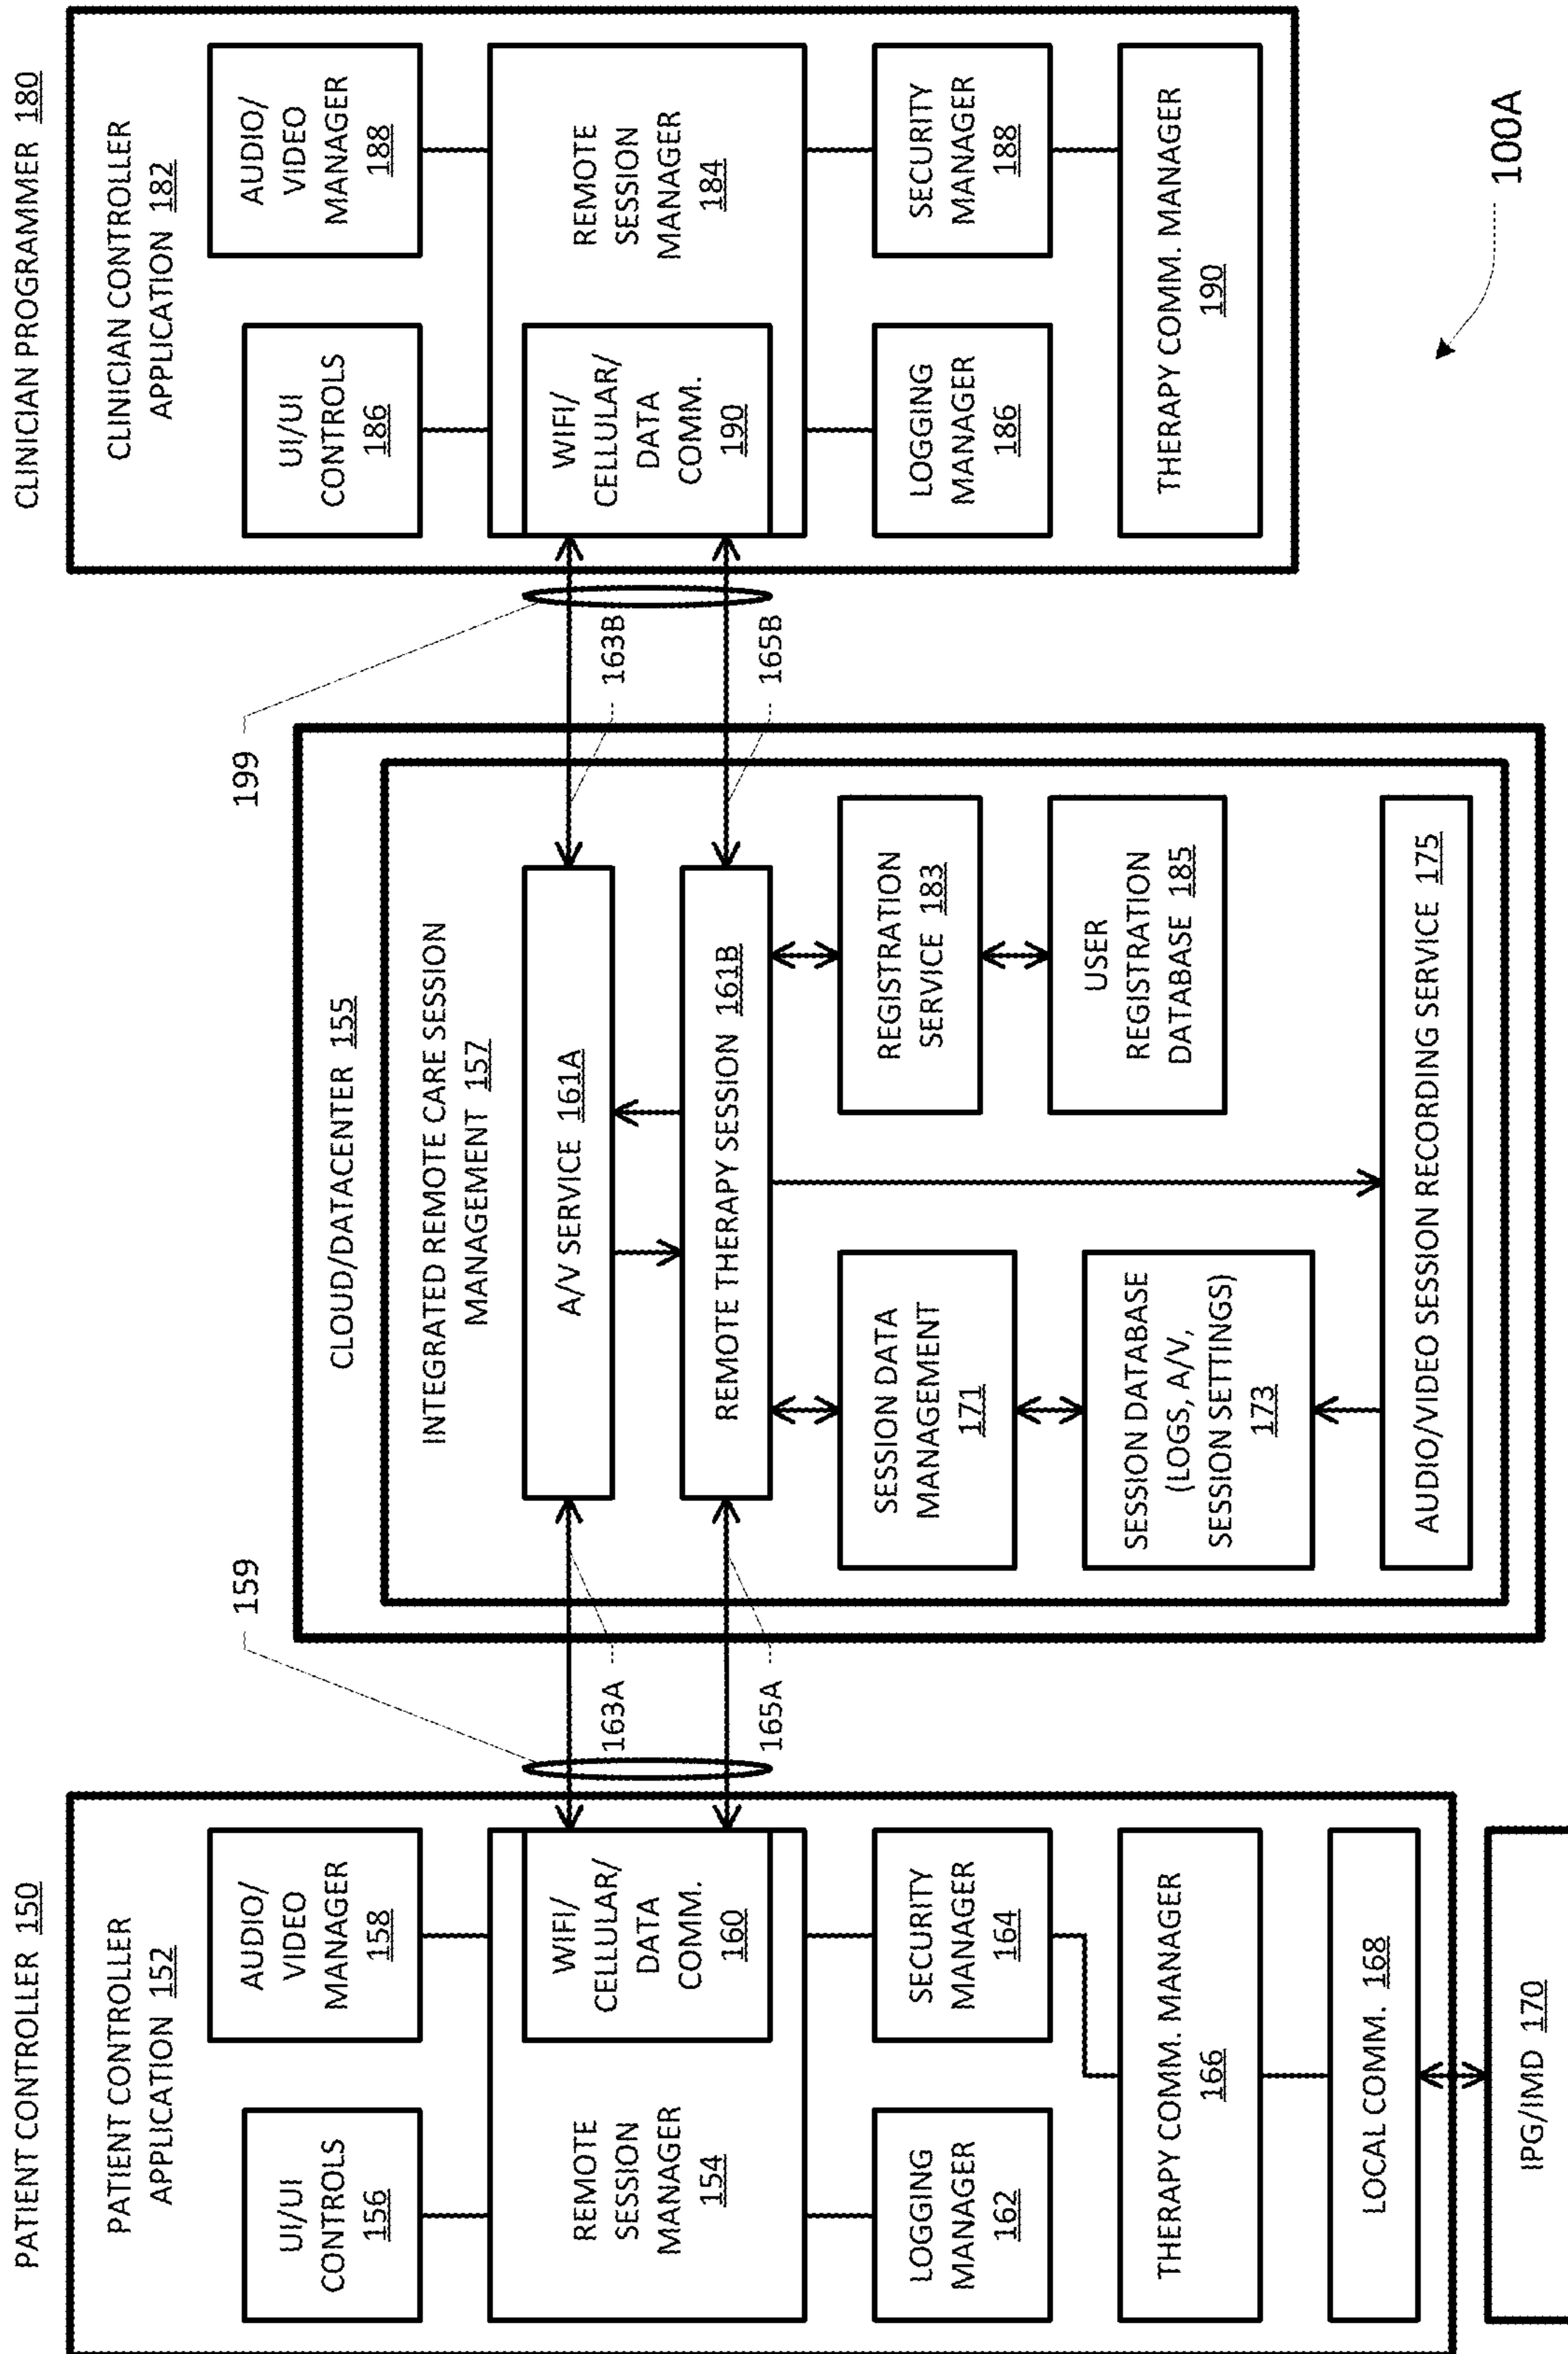 PATIENT CONTROLLER 150
PATIENT CONTROLLER
APPLICATION 152
UI/UI
CONTROLS
156
AUDIO/
VIDEO
MANAGER
158
REMOTE
SESSION
MANAGER
154
WIFI/
CELLULAR/
DATA
COMM.
160
LOGGING
MANAGER
162
SECURITY
MANAGER
164
THERAPY COMM. MANAGER
166
LOCAL COMM. 168
IPG/IMD 170
159
163A
165A
CLOUD/DATACENTER 155
INTEGRATED REMOTE CARE SESSION
MANAGEMENT 157
A/V SERVICE 161A
REMOTE THERAPY SESSION 161B
SESSION DATA
MANAGEMENT
171
REGISTRATION
SERVICE 183
SESSION DATABASE
(LOGS, A/V,
SESSION SETTINGS)
173
USER
REGISTRATION
DATABASE 185
AUDIO/VIDEO SESSION RECORDING SERVICE 175
199
163B
165B
CLINICIAN PROGRAMMER 180
CLINICIAN CONTROLLER
APPLICATION 182
UI/UI
CONTROLS
186
AUDIO/
VIDEO
MANAGER
188
WIFI/
CELLULAR/
DATA
COMM.
190
REMOTE
SESSION
MANAGER
184
LOGGING
MANAGER
186
SECURITY
MANAGER
188
THERAPY COMM. MANAGER
190
100A